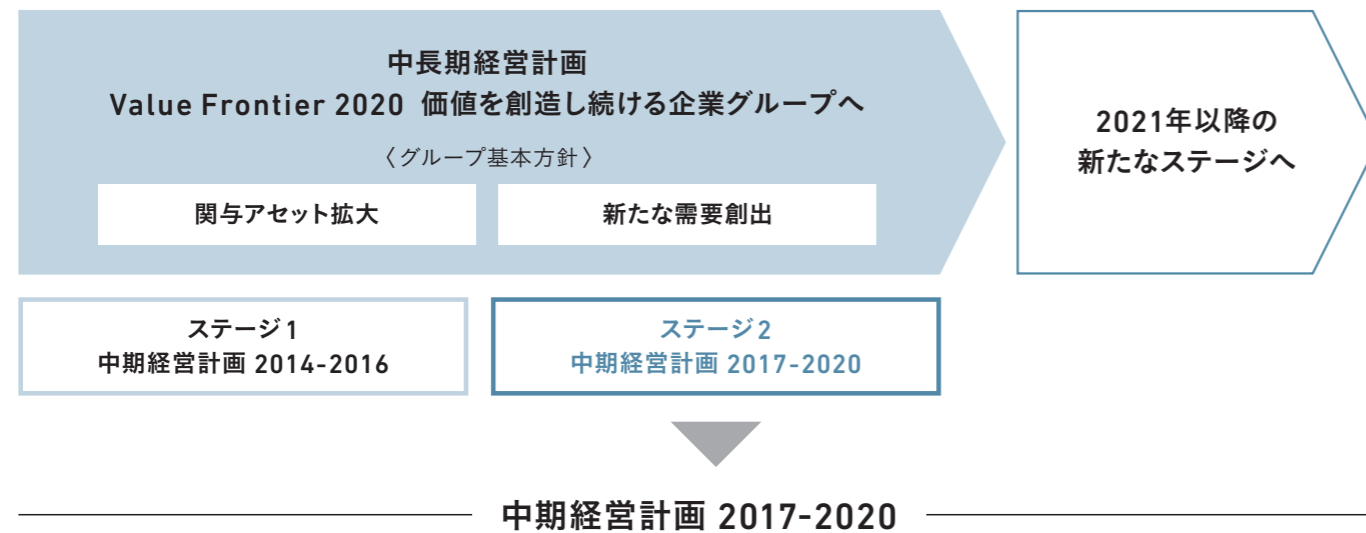 中長期経営計画
Value Frontier 2020 価値を創造し続ける企業グループへ
〈グループ基本方針〉
関与アセット拡大
新たな需要創出
2021年以降の
新たなステージへ
ステージ1
中期経営計画 2014-2016
ステージ2
中期経営計画 2017-2020
中期経営計画 2017-2020